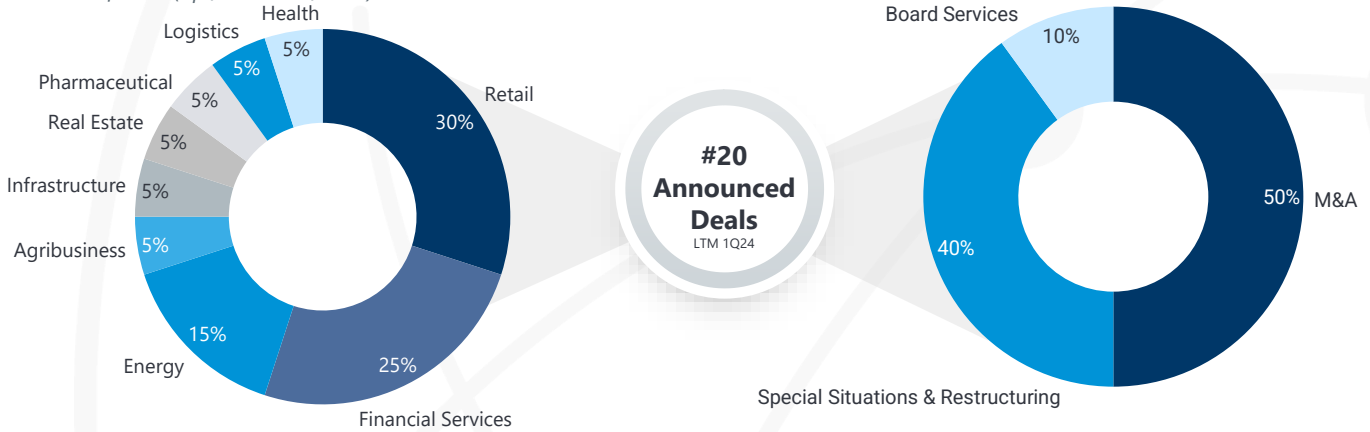 Health
Logistics
5%
5%
Pharmaceutical
5%
Real Estate
5%
Infrastructure
5%
Agribusiness
5%
Energy
15%
Financial Services
25%
Retail
30%
#20
Announced
Deals
LTM 1Q24
Board Services
10%
50%
M&A
40%
Special Situations & Restructuring